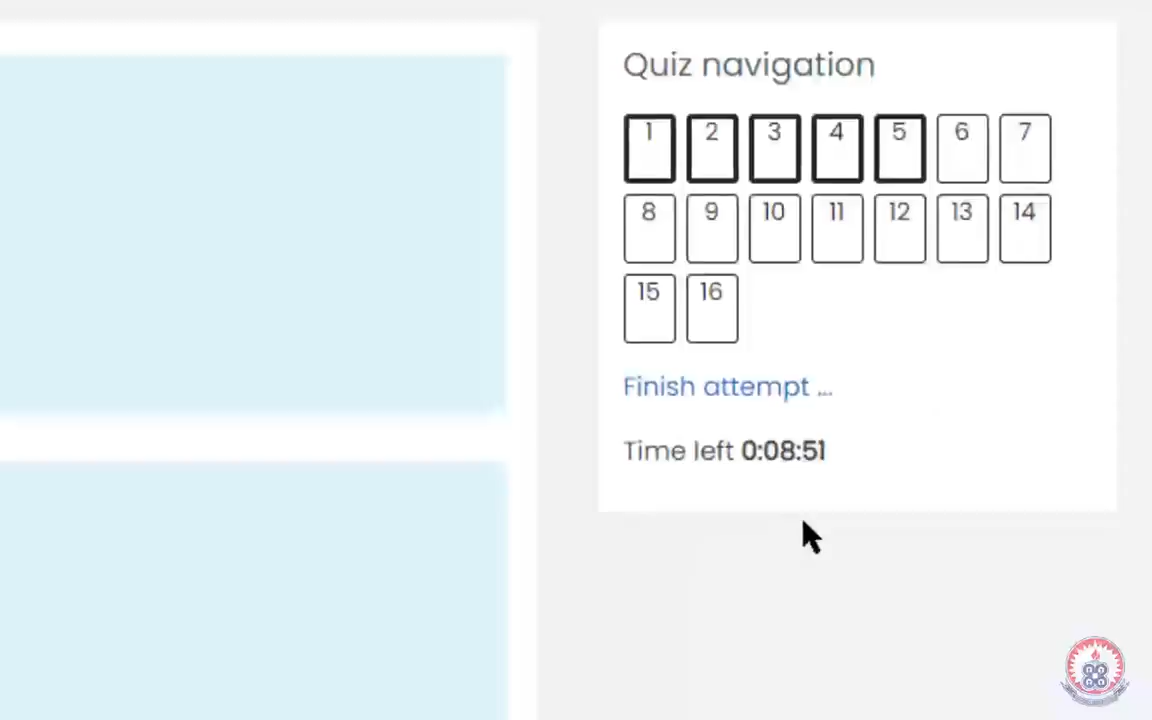 Quiz navigation
1 2 3 4 5 6 7
8 9 10 11 12 13 14
15 16
Finish attempt ...
Time left 0:08:51